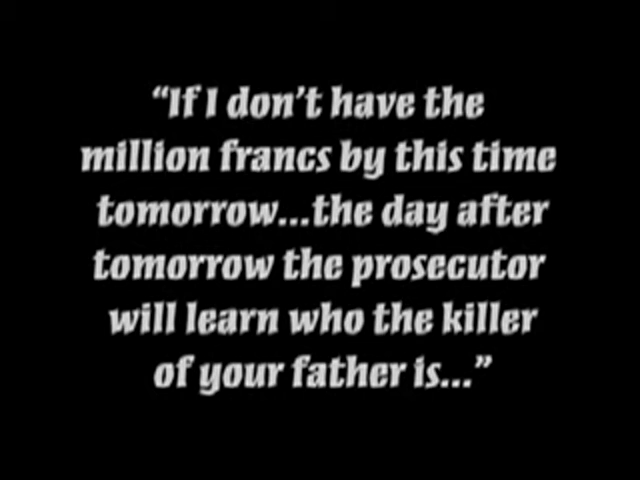 “If I don’t have the
million francs by this time
tomorrow...the day after
tomorrow the prosecutor
will learn who the killer
of your father is...”